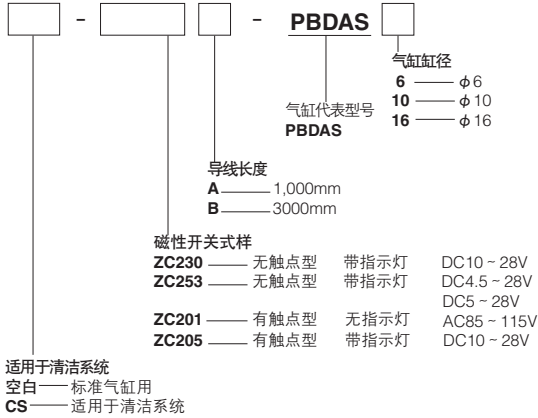 - - PBDAS
气缸缸径
6 —— φ6
10 —— φ10
16 —— φ16
气缸代表型号
PBDAS
导线长度
A —— 1,000mm
B —— 3000mm
磁性开关式样
ZC230 —— 无触点型 带指示灯 DC10~28V
ZC253 —— 无触点型 带指示灯 DC4.5~28V
DC5~28V
ZC201 —— 有触点型 无指示灯 AC85~115V
ZC205 —— 有触点型 带指示灯 DC10~28V
适用于清洁系统
空白 —— 标准气缸用
CS —— 适用于清洁系统